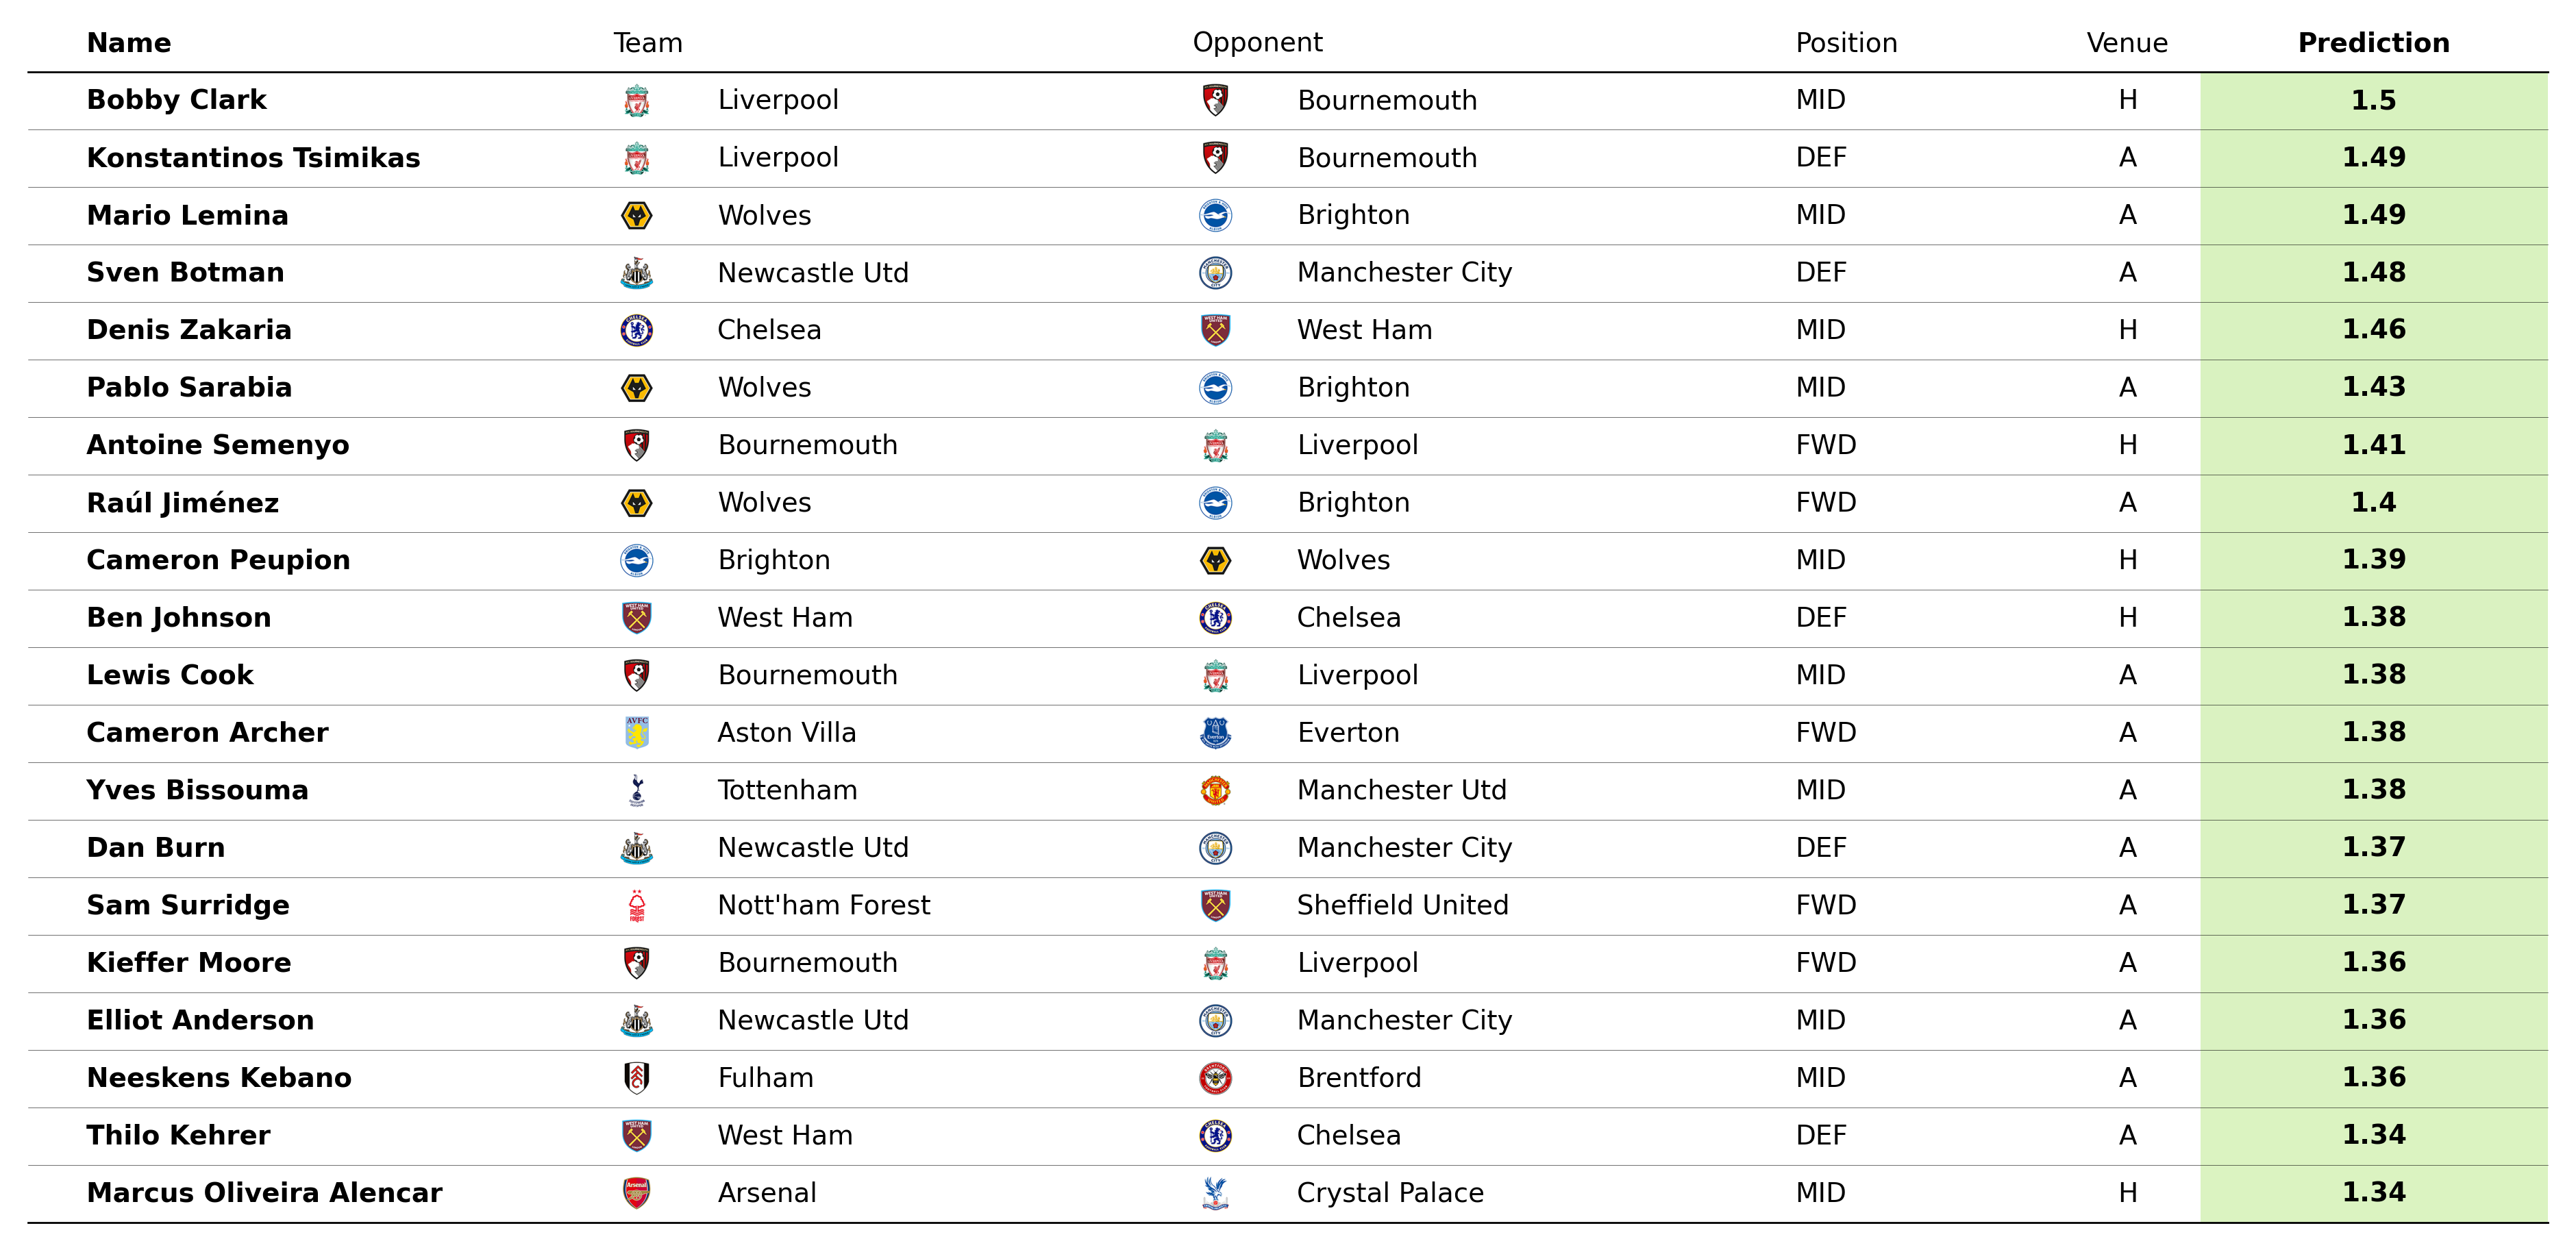 Name Team Opponent Position Venue Prediction
Bobby Clark Liverpool Bournemouth MID H 1.5
Konstantinos Tsimikas Liverpool Bournemouth DEF A 1.49
Mario Lemina Wolves Brighton MID A 1.49
Sven Botman Newcastle Utd Manchester City DEF A 1.48
Denis Zakaria Chelsea West Ham MID H 1.46
Pablo Sarabia Wolves Brighton MID A 1.43
Antoine Semenyo Bournemouth Liverpool FWD H 1.41
Raúl Jiménez Wolves Brighton FWD A 1.4
Cameron Peupion Brighton Wolves MID H 1.39
Ben Johnson West Ham Chelsea DEF H 1.38
Lewis Cook Bournemouth Liverpool MID A 1.38
Cameron Archer Aston Villa Everton FWD A 1.38
Yves Bissouma Tottenham Manchester Utd MID A 1.38
Dan Burn Newcastle Utd Manchester City DEF A 1.37
Sam Surridge Nott'ham Forest Sheffield United FWD A 1.37
Kieffer Moore Bournemouth Liverpool FWD A 1.36
Elliot Anderson Newcastle Utd Manchester City MID A 1.36
Neeskens Kebano Fulham Brentford MID A 1.36
Thilo Kehrer West Ham Chelsea DEF A 1.34
Marcus Oliveira Alencar Arsenal Crystal Palace MID H 1.34